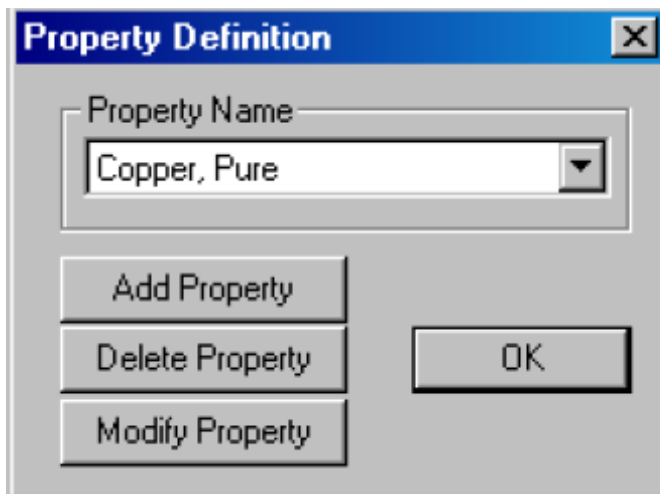 Property Definition
Property Name
Copper, Pure
Add Property
Delete Property
OK
Modify Property